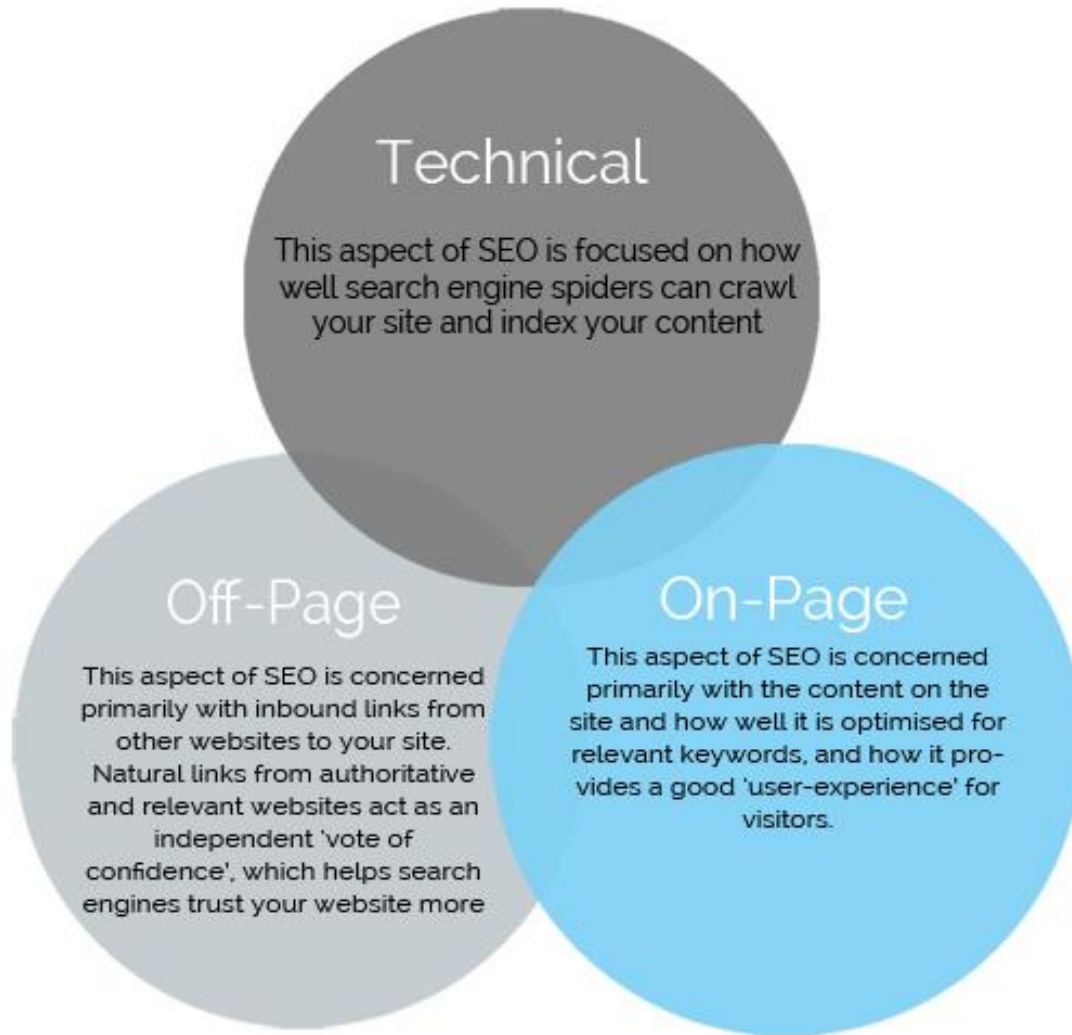 Technical
This aspect of SEO is focused on how
well search engine spiders can crawl
your site and index your content
Off-Page
This aspect of SEO is concerned
primarily with inbound links from
other websites to your site.
Natural links from authoritative
and relevant websites act as an
independent 'vote of
confidence', which helps search
engines trust your website more
On-Page
This aspect of SEO is concerned
primarily with the content on the
site and how well it is optimised for
relevant keywords, and how it pro-
vides a good 'user-experience' for
visitors.